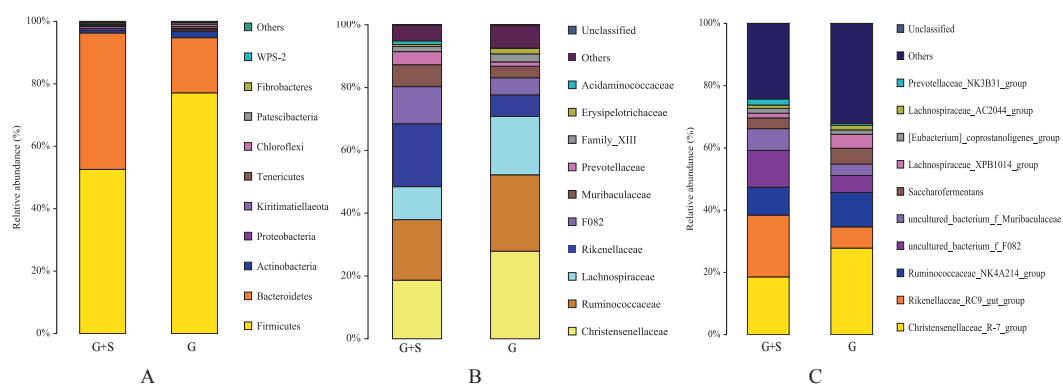 100%
80%
60%
40%
20%
0%
Relative abundance (%)
G+S
G
Others
WPS-2
Fibrobacteres
Patescibacteria
Chloroflexi
Tenericutes
Kiritimatiellaeota
Proteobacteria
Actinobacteria
Bacteroidetes
Firmicutes
A
100%
80%
60%
40%
20%
0%
Relative abundance (%)
G+S
G
Unclassified
Others
Acidaminococcaceae
Erysipelotrichaceae
Family_XIII
Prevotellaceae
Muribaculaceae
F082
Rikenellaceae
Lachnospiraceae
Ruminococcaceae
Christensenellaceae
B
100%
80%
60%
40%
20%
0%
Relative abundance (%)
G+S
G
Unclassified
Others
Prevotellaceae_NK3B31_group
Lachnospiraceae_AC2044_group
[Eubacterium]_coprostanoligenes_group
Lachnospiraceae_XPB1014_group
Saccharofermentans
uncultured_bacterium_f_Muribaculaceae
uncultured_bacterium_f_F082
Ruminococcaceae_NK4A214_group
Rikenellaceae_RC9_gut_group
Christensenellaceae_R-7_group
C